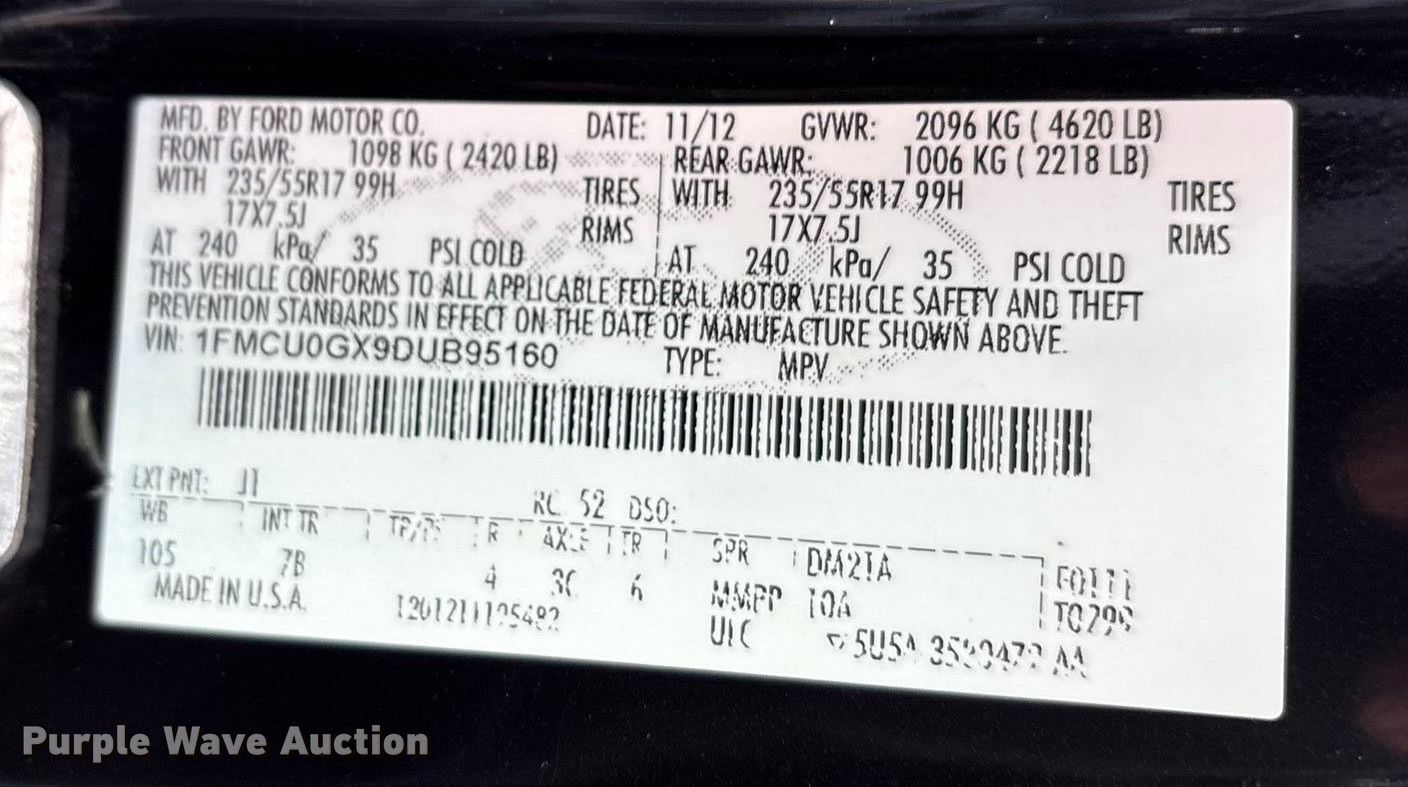 MFD. BY FORD MOTOR CO. DATE: 11/12 GVWR: 2096 KG ( 4620 LB)
FRONT GAWR: 1098 KG ( 2420 LB) REAR GAWR: 1006 KG ( 2218 LB)
WITH 235/55R17 99H TIRES WITH 235/55R17 99H TIRES
17X7.5J RIMS 17X7.5J RIMS
AT 240 kPa/ 35 PSI COLD AT 240 kPa/ 35 PSI COLD
THIS VEHICLE CONFORMS TO ALL APPLICABLE FEDERAL MOTOR VEHICLE SAFETY AND THEFT
PREVENTION STANDARDS IN EFFECT ON THE DATE OF MANUFACTURE SHOWN ABOVE.
VIN: 1FMCU0GX9DUB95160 TYPE: MPV
EXT PNT: J1 RC: 52 DSO:
WB INT TR TP/PS R AXLE TR SPR DM21A
105 7B 4 6 MMPP 10A
MADE IN U.S.A. UTC
Purple Wave Auction